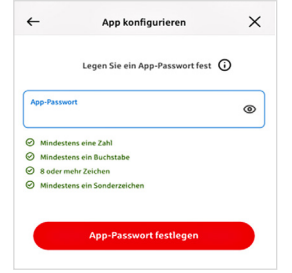 App konfigurieren
Legen Sie ein App-Passwort fest
App-Passwort
Mindestens eine Zahl
Mindestens ein Buchstabe
8 oder mehr Zeichen
Mindestens ein Sonderzeichen
App-Passwort festlegen